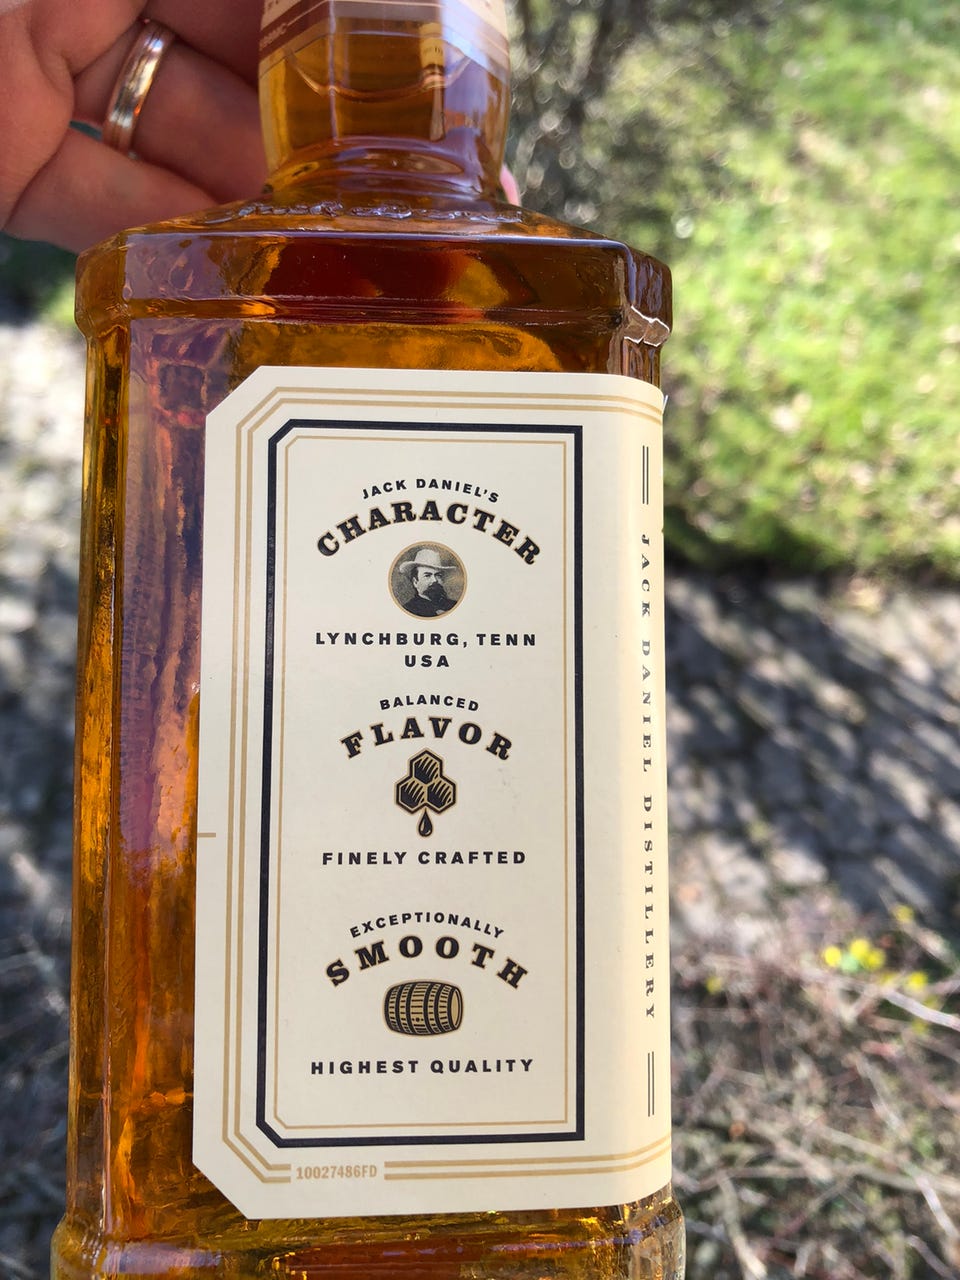 JACK DANIEL'S
CHARACTER
LYNCHBURG, TENN
USA
BALANCED
FLAVOR
FINELY CRAFTED
EXCEPTIONALLY
SMOOTH
HIGHEST QUALITY
10027486FD
JACK DANIEL DISTILLERY